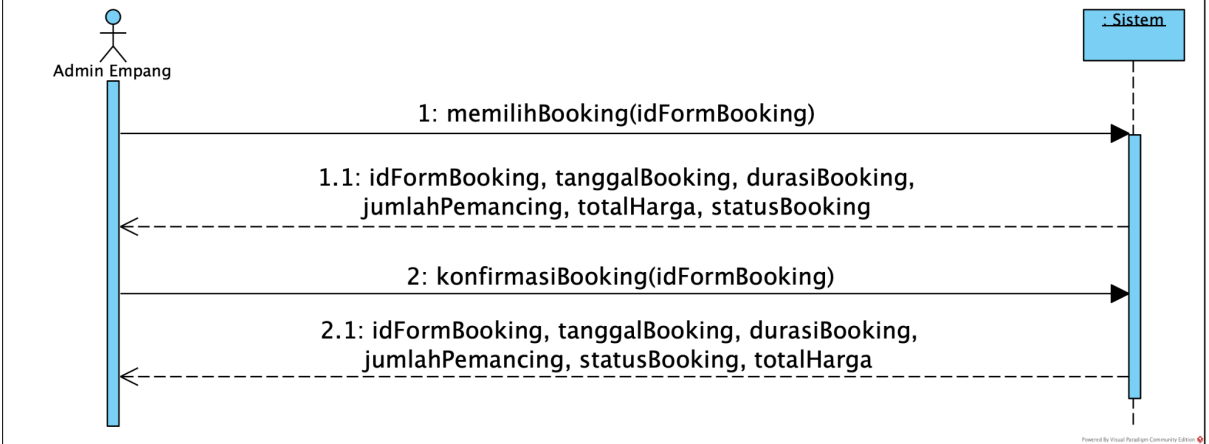 : Sistem
Admin Empang
1: memilihBooking(idFormBooking)
1.1: idFormBooking, tanggalBooking, durasiBooking,
jumlahPemancing, totalHarga, statusBooking
2: konfirmasiBooking(idFormBooking)
2.1: idFormBooking, tanggalBooking, durasiBooking,
jumlahPemancing, statusBooking, totalHarga
Powered By Visual Paradigm Community Edition